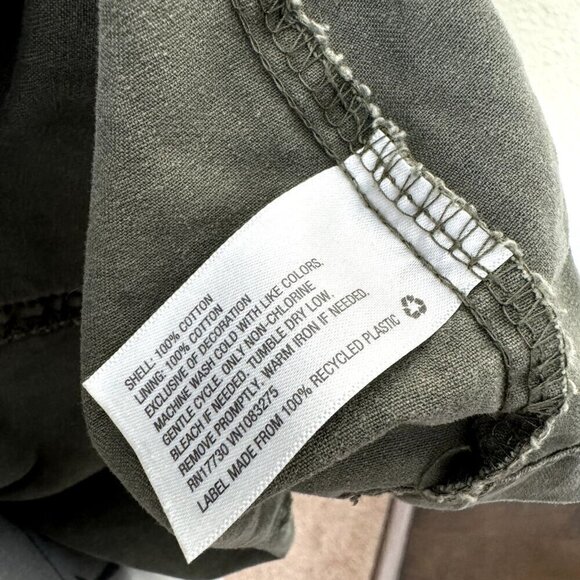 SHELL: 100% COTTON
LINING: 100% COTTON
EXCLUSIVE OF DECORATION
MACHINE WASH COLD WITH LIKE COLORS.
GENTLE CYCLE. ONLY NON-CHLORINE
BLEACH IF NEEDED. TUMBLE DRY LOW.
REMOVE PROMPTLY. WARM IRON IF NEEDED.
RN17730 VN1083275
LABEL MADE FROM 100% RECYCLED PLASTIC